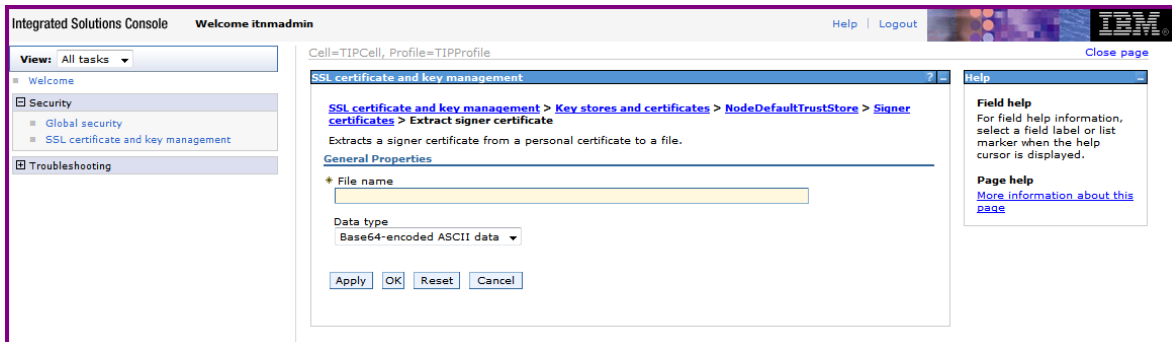 Integrated Solutions Console Welcome itnmadmin Help | Logout IBM®
View: All tasks
Welcome
Security
Global security
SSL certificate and key management
Troubleshooting
Cell=TIPCell, Profile=TIPProfile Close page
SSL certificate and key management ? -
SSL certificate and key management > Key stores and certificates > NodeDefaultTrustStore > Signer
certificates > Extract signer certificate
Extracts a signer certificate from a personal certificate to a file.
General Properties
* File name
Data type
Base64-encoded ASCII data
Apply OK Reset Cancel
Help -
Field help
For field help information,
select a field label or list
marker when the help
cursor is displayed.
Page help
More information about this
page